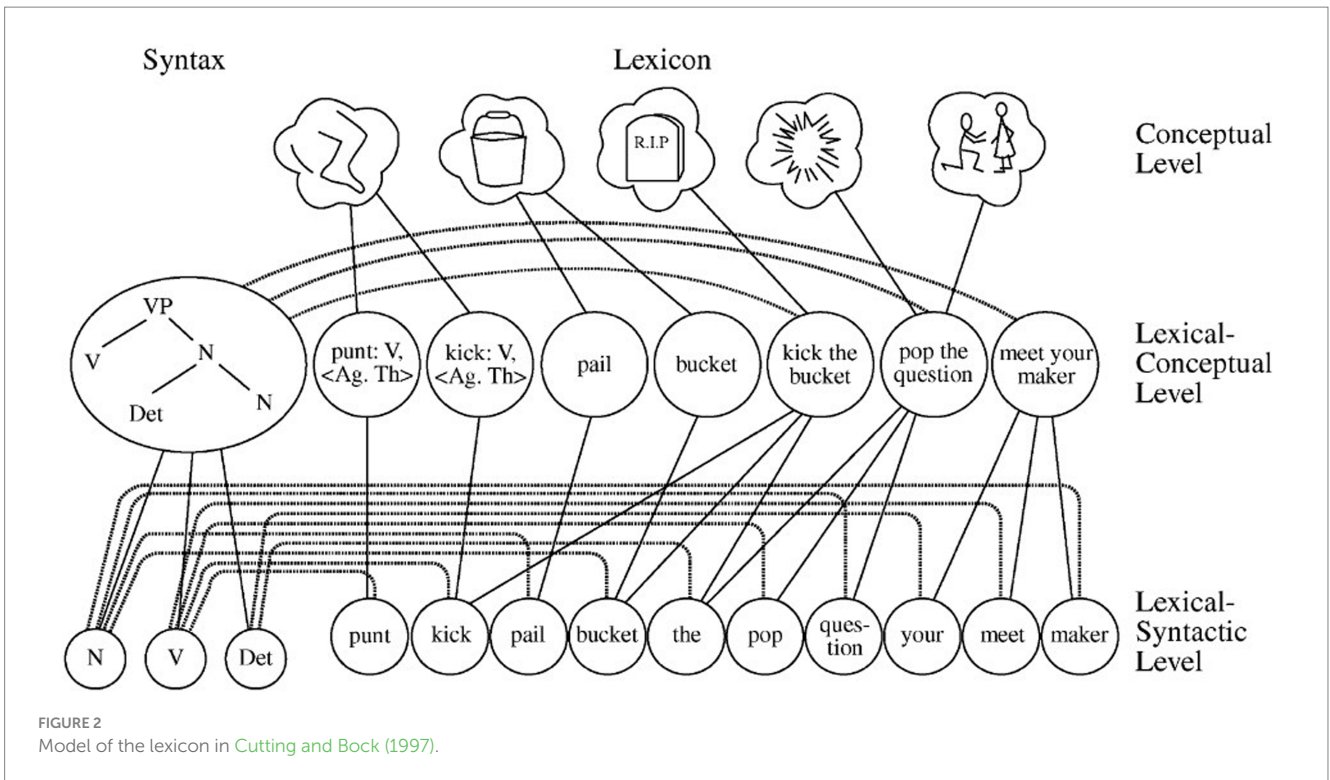 Syntax
Lexicon
R.I.P
Conceptual
Level
VP
V
N
Det
N
punt: V,
<Ag. Th>
kick: V,
<Ag. Th>
pail
bucket
kick the
bucket
pop the
question
meet your
maker
Lexical-
Conceptual
Level
N
V
Det
punt
kick
pail
bucket
the
pop
ques-
tion
your
meet
maker
Lexical-
Syntactic
Level
FIGURE 2
Model of the lexicon in Cutting and Bock (1997).